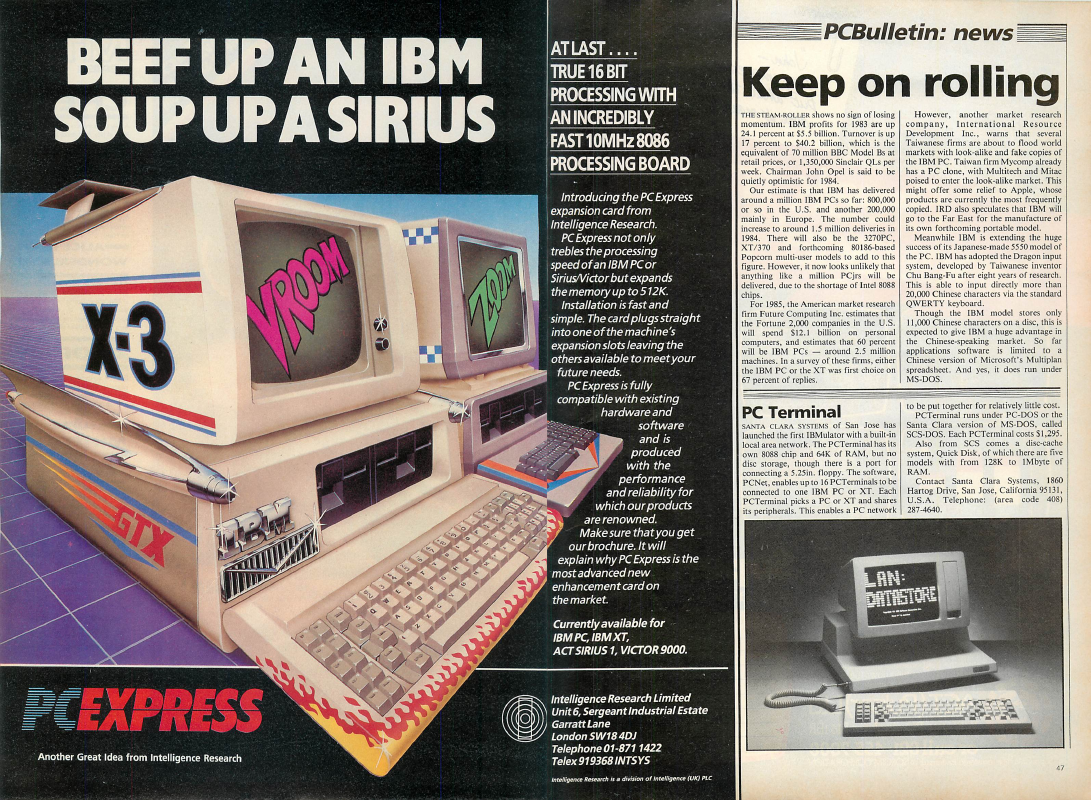 BEEF UP AN IBM
SOUP UP A SIRIUS
VROOM
ZOOM
X-3
GTX
PC EXPRESS
Another Great Idea from Intelligence Research
AT LAST . . . .
TRUE 16 BIT
PROCESSING WITH
AN INCREDIBLY
FAST 10MHz 8086
PROCESSING BOARD
Introducing the PC Express
expansion card from
Intelligence Research.
PC Express not only
trebles the processing
speed of an IBM PC or
Sirius/Victor but expands
the memory up to 512K.
Installation is fast and
simple. The card plugs straight
into one of the machine's
expansion slots leaving the
others available to meet your
future needs.
PC Express is fully
compatible with existing
hardware and
software
and is
produced
with the
performance
and reliability for
which our products
are renowned.
Make sure that you get
our brochure. It will
explain why PC Express is the
most advanced new
enhancement card on
the market.
Currently available for
IBM PC, IBM XT,
ACT SIRIUS 1, VICTOR 9000.
Intelligence Research Limited
Unit 6, Sergeant Industrial Estate
Garratt Lane
London SW18 4DJ
Telephone 01-871 1422
Telex 919368 INTSYS
Intelligence Research is a division of Intelligence (UK) PLC
PCBulletin: news
Keep on rolling
THE STEAM-ROLLER shows no sign of losing
momentum. IBM profits for 1983 are up
24.1 percent at $5.5 billion. Turnover is up
17 percent to $40.2 billion, which is the
equivalent of 70 million BBC Model Bs at
retail prices, or 1,350,000 Sinclair QLs per
week. Chairman John Opel is said to be
quietly optimistic for 1984.
Our estimate is that IBM has delivered
around a million IBM PCs so far: 800,000
or so in the U.S. and another 200,000
mainly in Europe. The number could
increase to around 1.5 million deliveries in
1984. There will also be the 3270PC,
XT/370 and forthcoming 80186-based
Popcorn multi-user models to add to this
figure. However, it now looks unlikely that
anything like a million PCjrs will be
delivered, due to the shortage of Intel 8088
chips.
For 1985, the American market research
firm Future Computing Inc. estimates that
the Fortune 2,000 companies in the U.S.
will spend $12.1 billion on personal
computers, and estimates that 60 percent
will be IBM PCs — around 2.5 million
machines. In a survey of these firms, either
the IBM PC or the XT was first choice on
67 percent of replies.
However, another market research
company, International Resource
Development Inc., warns that several
Taiwanese firms are about to flood world
markets with look-alike and fake copies of
the IBM PC. Taiwan firm Mycomp already
has a PC clone, with Multitech and Mitac
poised to enter the look-alike market. This
might offer some relief to Apple, whose
products are currently the most frequently
copied. IRD also speculates that IBM will
go to the Far East for the manufacture of
its own forthcoming portable model.
Meanwhile IBM is extending the huge
success of its Japanese-made 5550 model of
the PC. IBM has adopted the Dragon input
system, developed by Taiwanese inventor
Chu Bang-Fu after eight years of research.
This is able to input directly more than
20,000 Chinese characters via the standard
QWERTY keyboard.
Though the IBM model stores only
11,000 Chinese characters on a disc, this is
expected to give IBM a huge advantage in
the Chinese-speaking market. So far
applications software is limited to a
Chinese version of Microsoft's Multiplan
spreadsheet. And yes, it does run under
MS-DOS.
PC Terminal
SANTA CLARA SYSTEMS of San Jose has
launched the first IBMulator with a built-in
local area network. The PCTerminal has its
own 8088 chip and 64K of RAM, but no
disc storage, though there is a port for
connecting a 5.25in. floppy. The software,
PCNet, enables up to 16 PCTerminals to be
connected to one IBM PC or XT. Each
PCTerminal picks a PC or XT and shares
its peripherals. This enables a PC network
to be put together for relatively little cost.
PCTerminal runs under PC-DOS or the
Santa Clara version of MS-DOS, called
SCS-DOS. Each PCTerminal costs $1,295.
Also from SCS comes a disc-cache
system, Quick Disk, of which there are five
models with from 128K to 1Mbyte of
RAM.
Contact Santa Clara Systems, 1860
Hartog Drive, San Jose, California 95131,
U.S.A. Telephone: (area code 408)
287-4640.
LAN:
DATASTORE
47